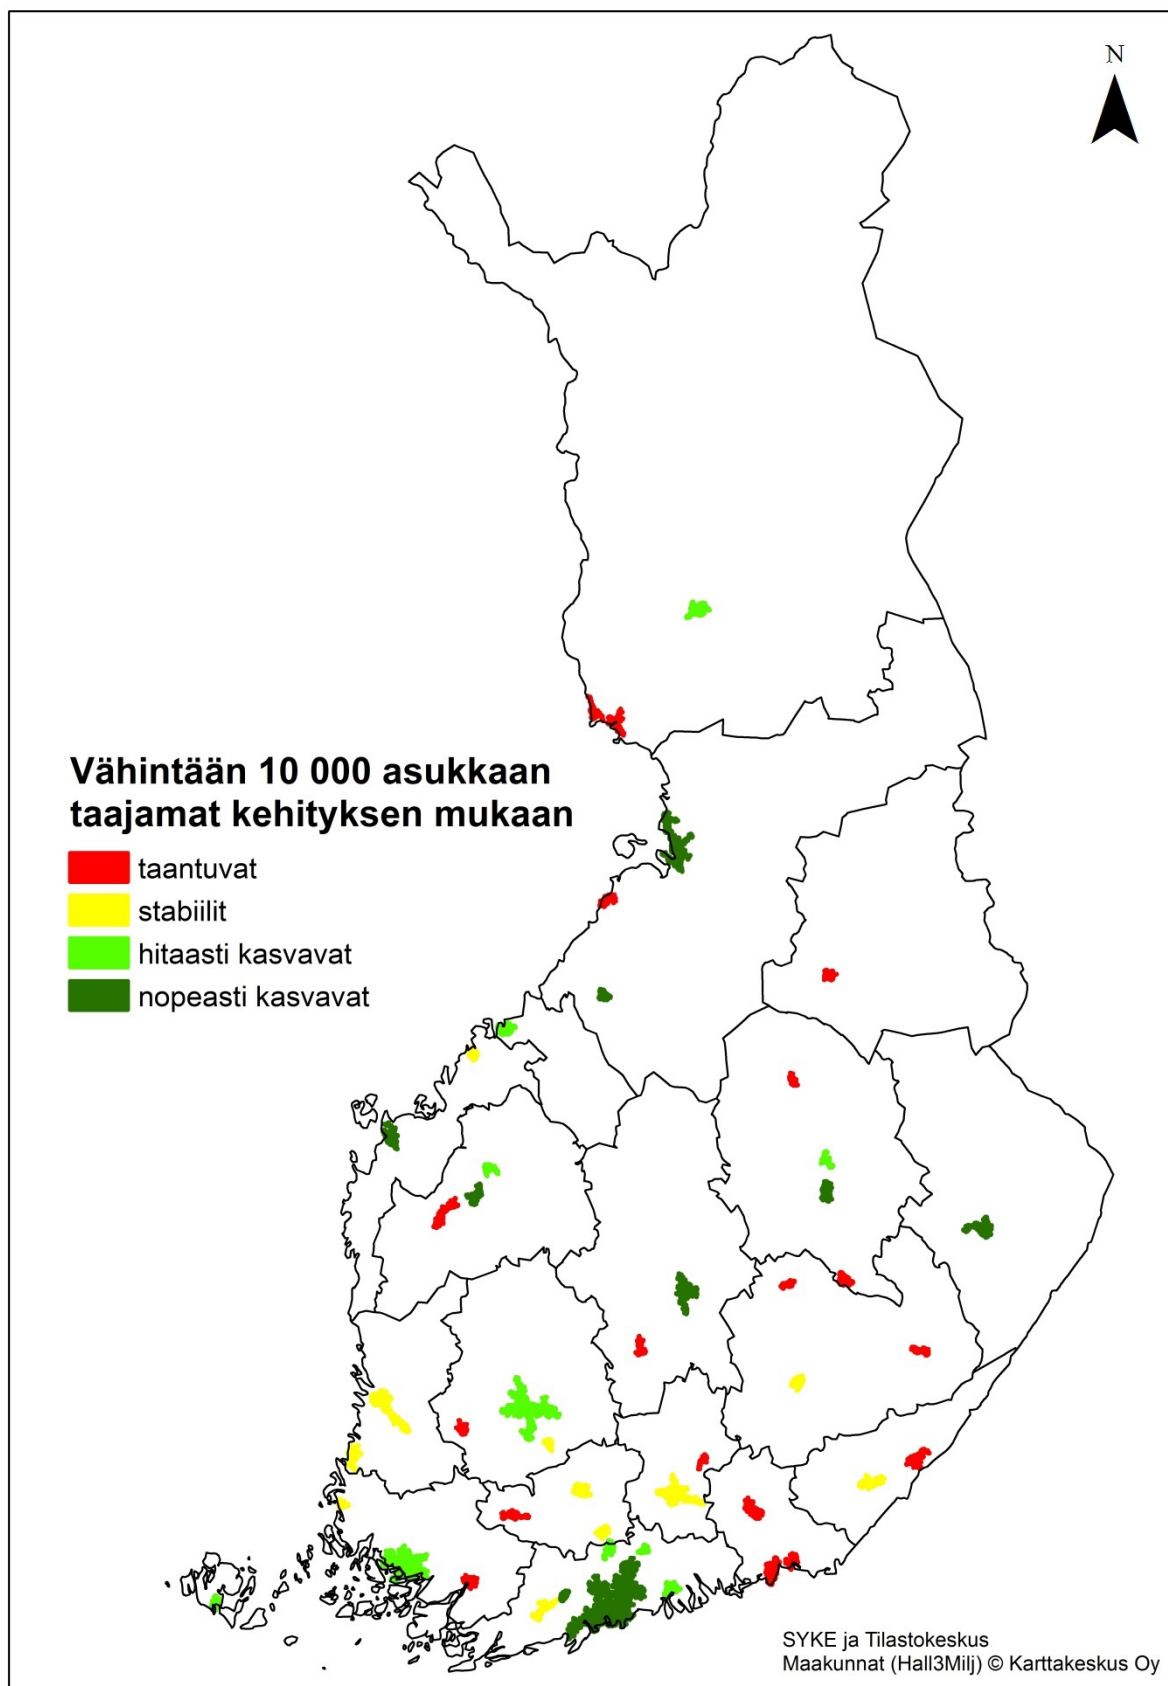 N
Vähintään 10 000 asukkaan
taajamat kehityksen mukaan
taantuvat
stabiilit
hitaasti kasvavat
nopeasti kasvavat
SYKE ja Tilastokeskus
Maakunnat (Hall3Milj) © Karttakeskus Oy